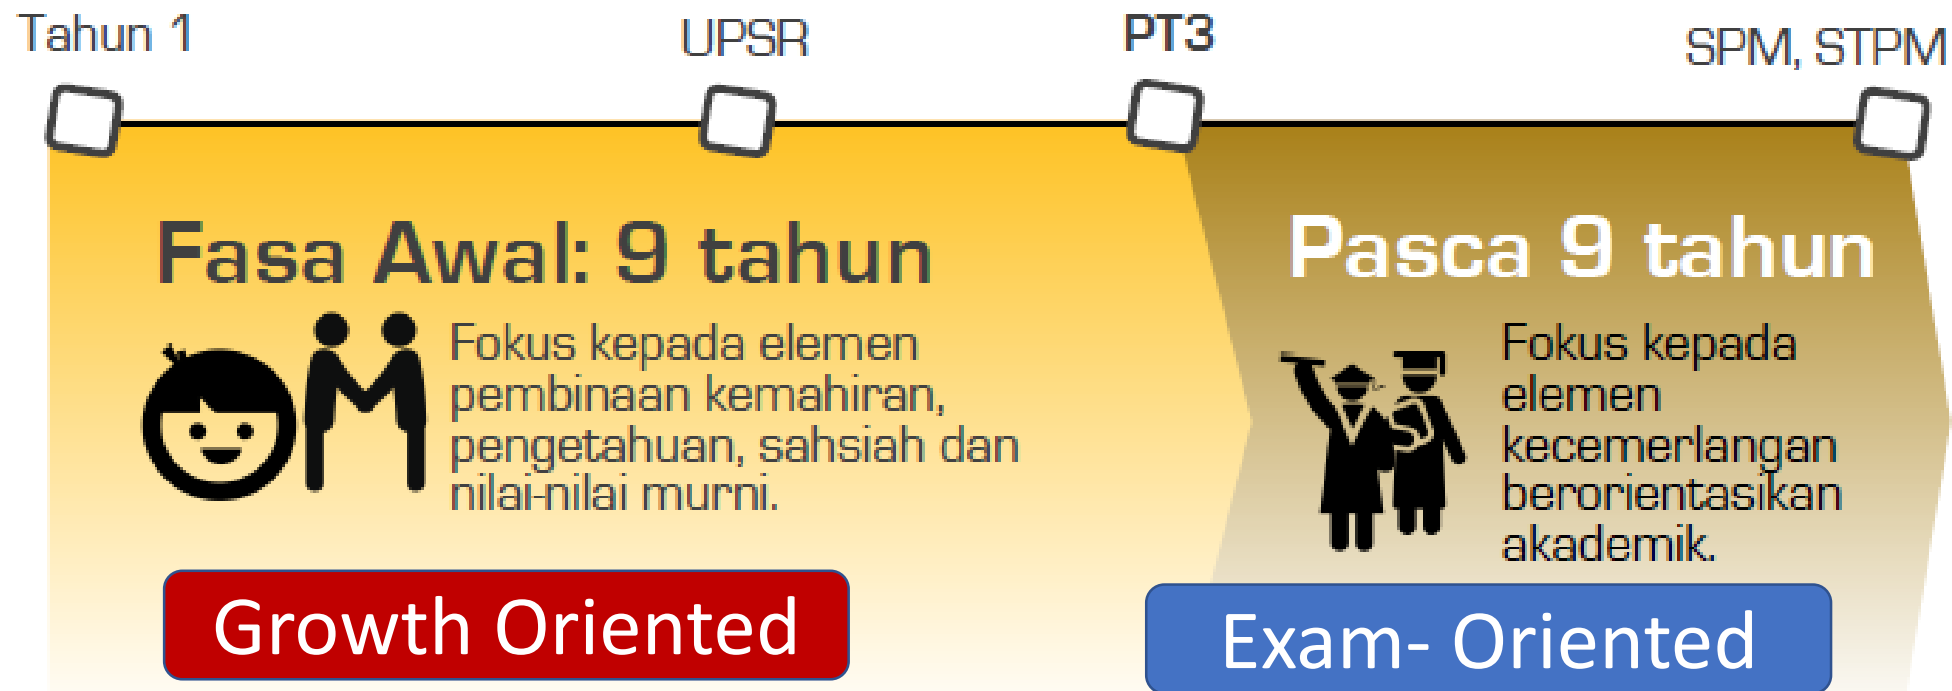 Tahun 1
UPSR
PT3
SPM, STPM
Fasa Awal: 9 tahun
Fokus kepada elemen
pembinaan kemahiran,
pengetahuan, sahsiah dan
nilai-nilai murni.
Growth Oriented
Pasca 9 tahun
Fokus kepada
elemen
kecemerlangan
berorientasikan
akademik.
Exam- Oriented